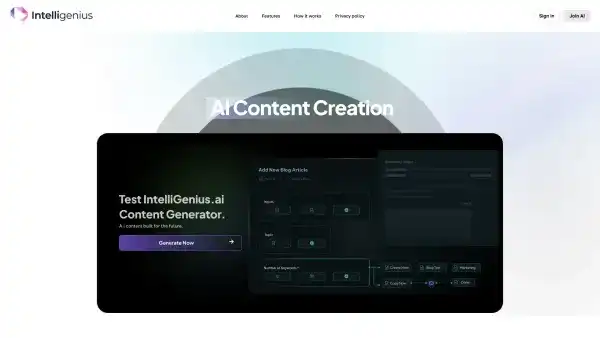 Intelligenius
About
Features
How it works
Privacy policy
Sign in
Join AI
AI Content Creation
Test IntelliGenius.ai
Content Generator.
A.i content built for the future.
Generate Now
Add New Blog Article
Number of keywords
Marketing